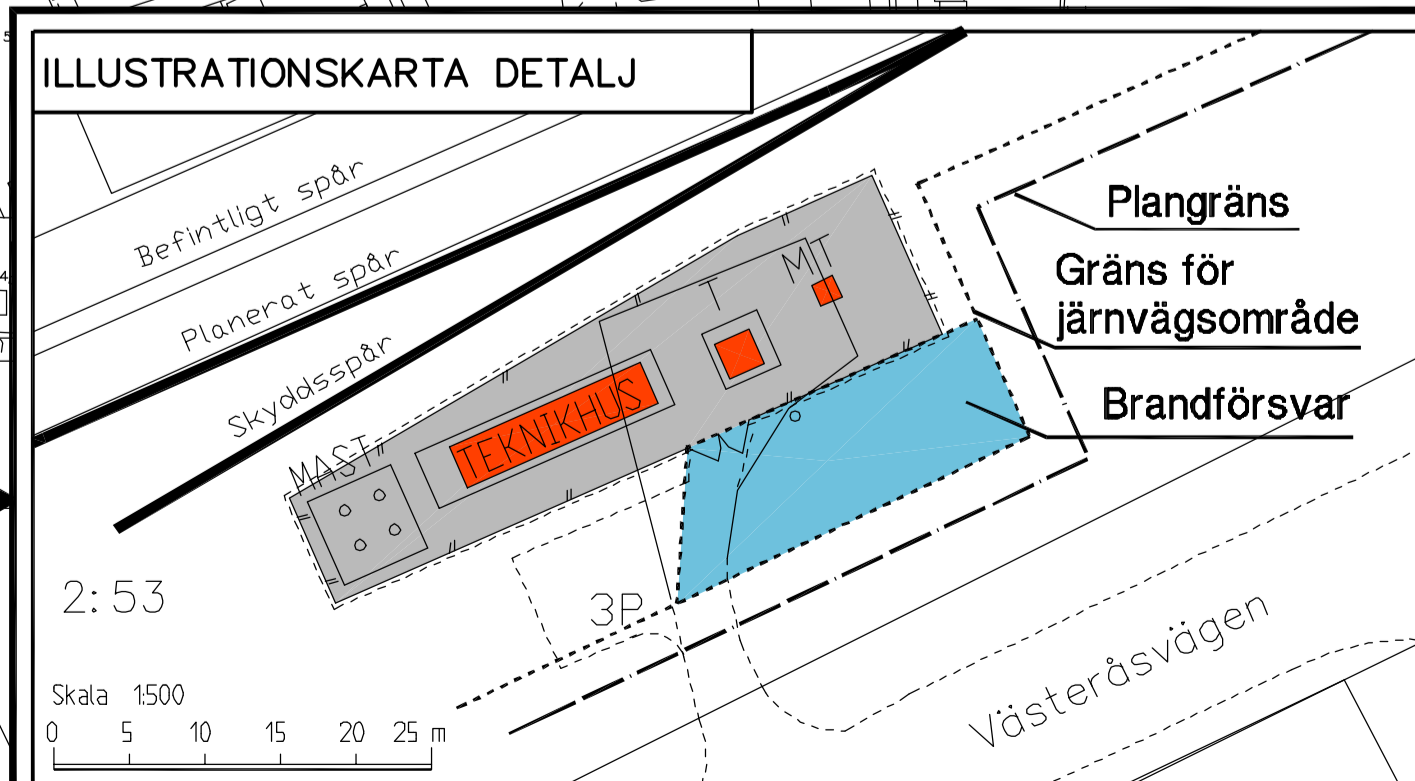 ILLUSTRATIONSKARTA DETALJ
Befintligt spår
Planerat spår
Skyddsspår
Plangräns
Gräns för
järnvägsområde
Brandförsvar
MT
T
TEKNIKHUS
MAST
2:53
3P
Västeråsvägen
Skala 1:500
0 5 10 15 20 25 m